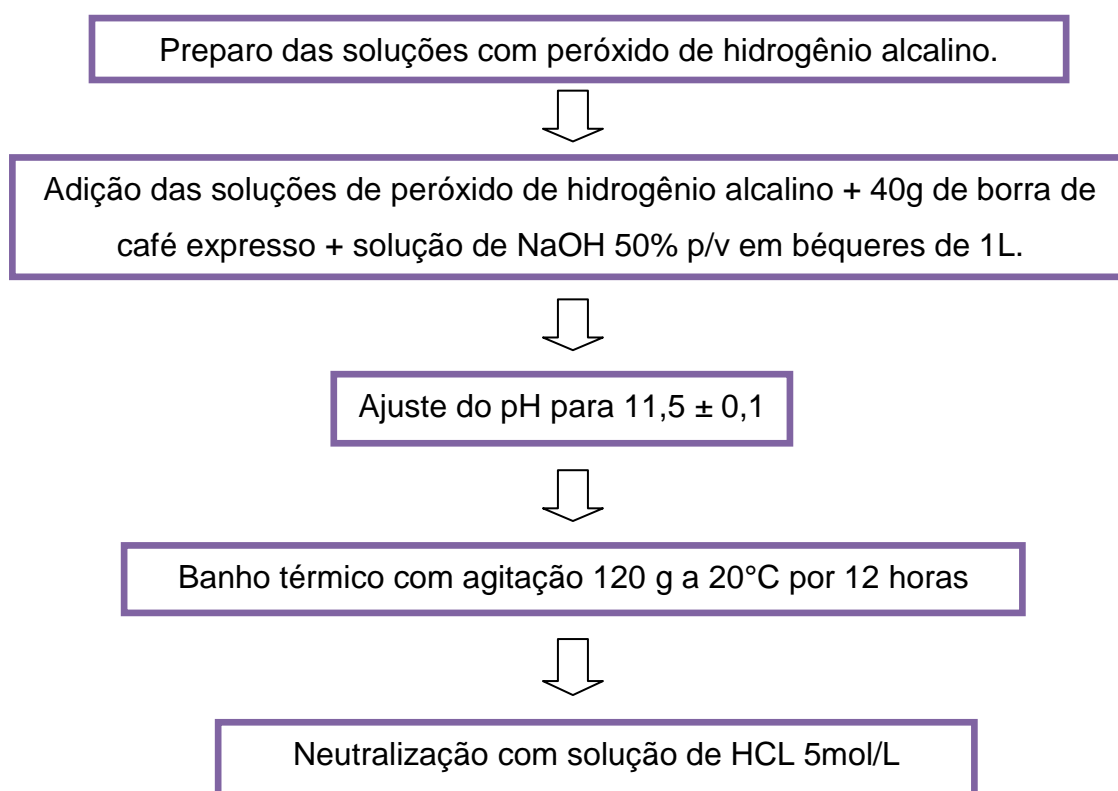 Preparo das soluções com peróxido de hidrogênio alcalino.
Adição das soluções de peróxido de hidrogênio alcalino + 40g de borra de
café expresso + solução de NaOH 50% p/v em béqueres de 1L.
Ajuste do pH para 11,5 ± 0,1
Banho térmico com agitação 120 g a 20°C por 12 horas
Neutralização com solução de HCL 5mol/L